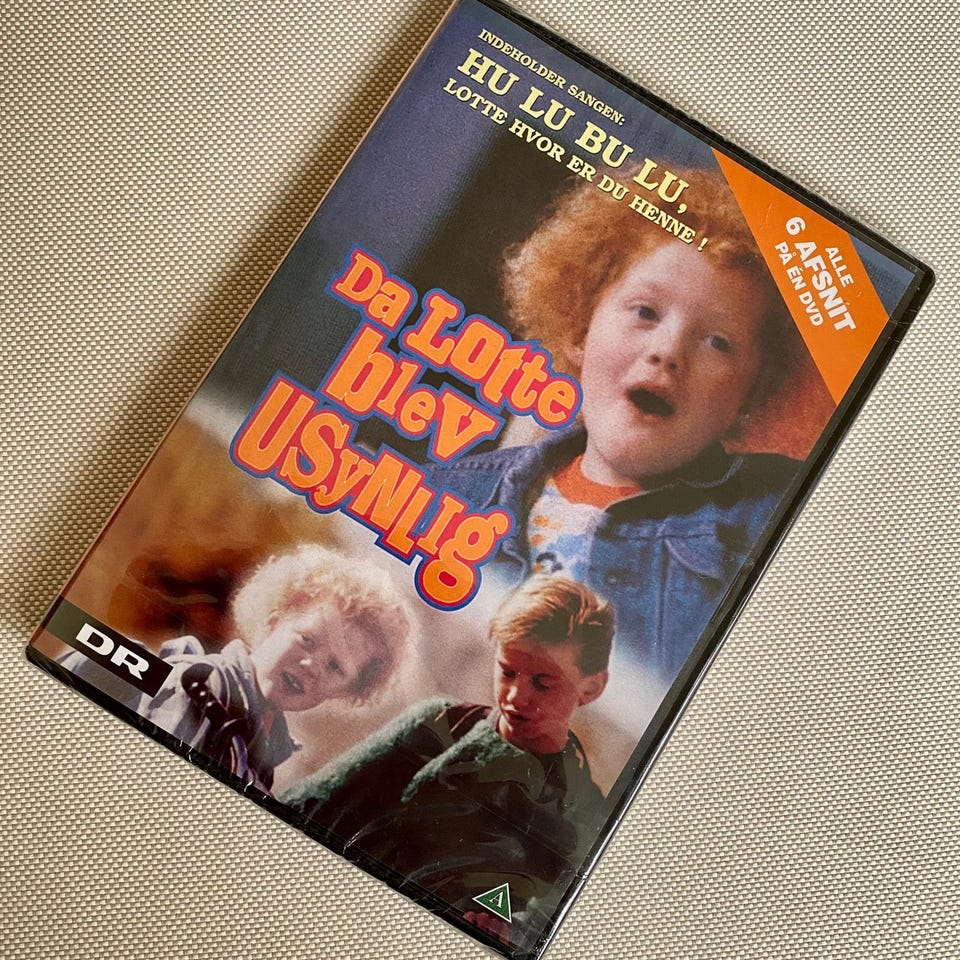 INDEHOLDER SANGEN:
HU LU BU LU,
LOTTE HVOR ER DU HENNE !
ALLE
6 AFSNIT
PÅ ÉN DVD
Da LOtte
bleV
USyNLIg
DR
A